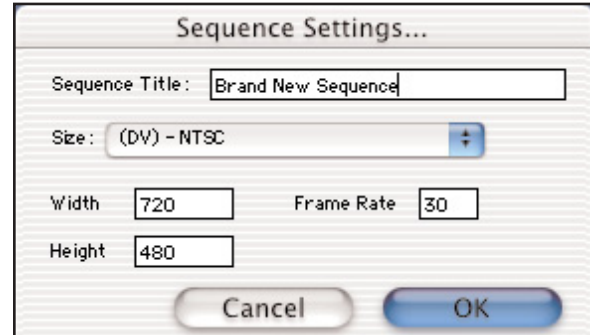 Sequence Settings...
Sequence Title: Brand New Sequence
Size: (DV) - NTSC
Width 720 Frame Rate 30
Height 480
Cancel OK